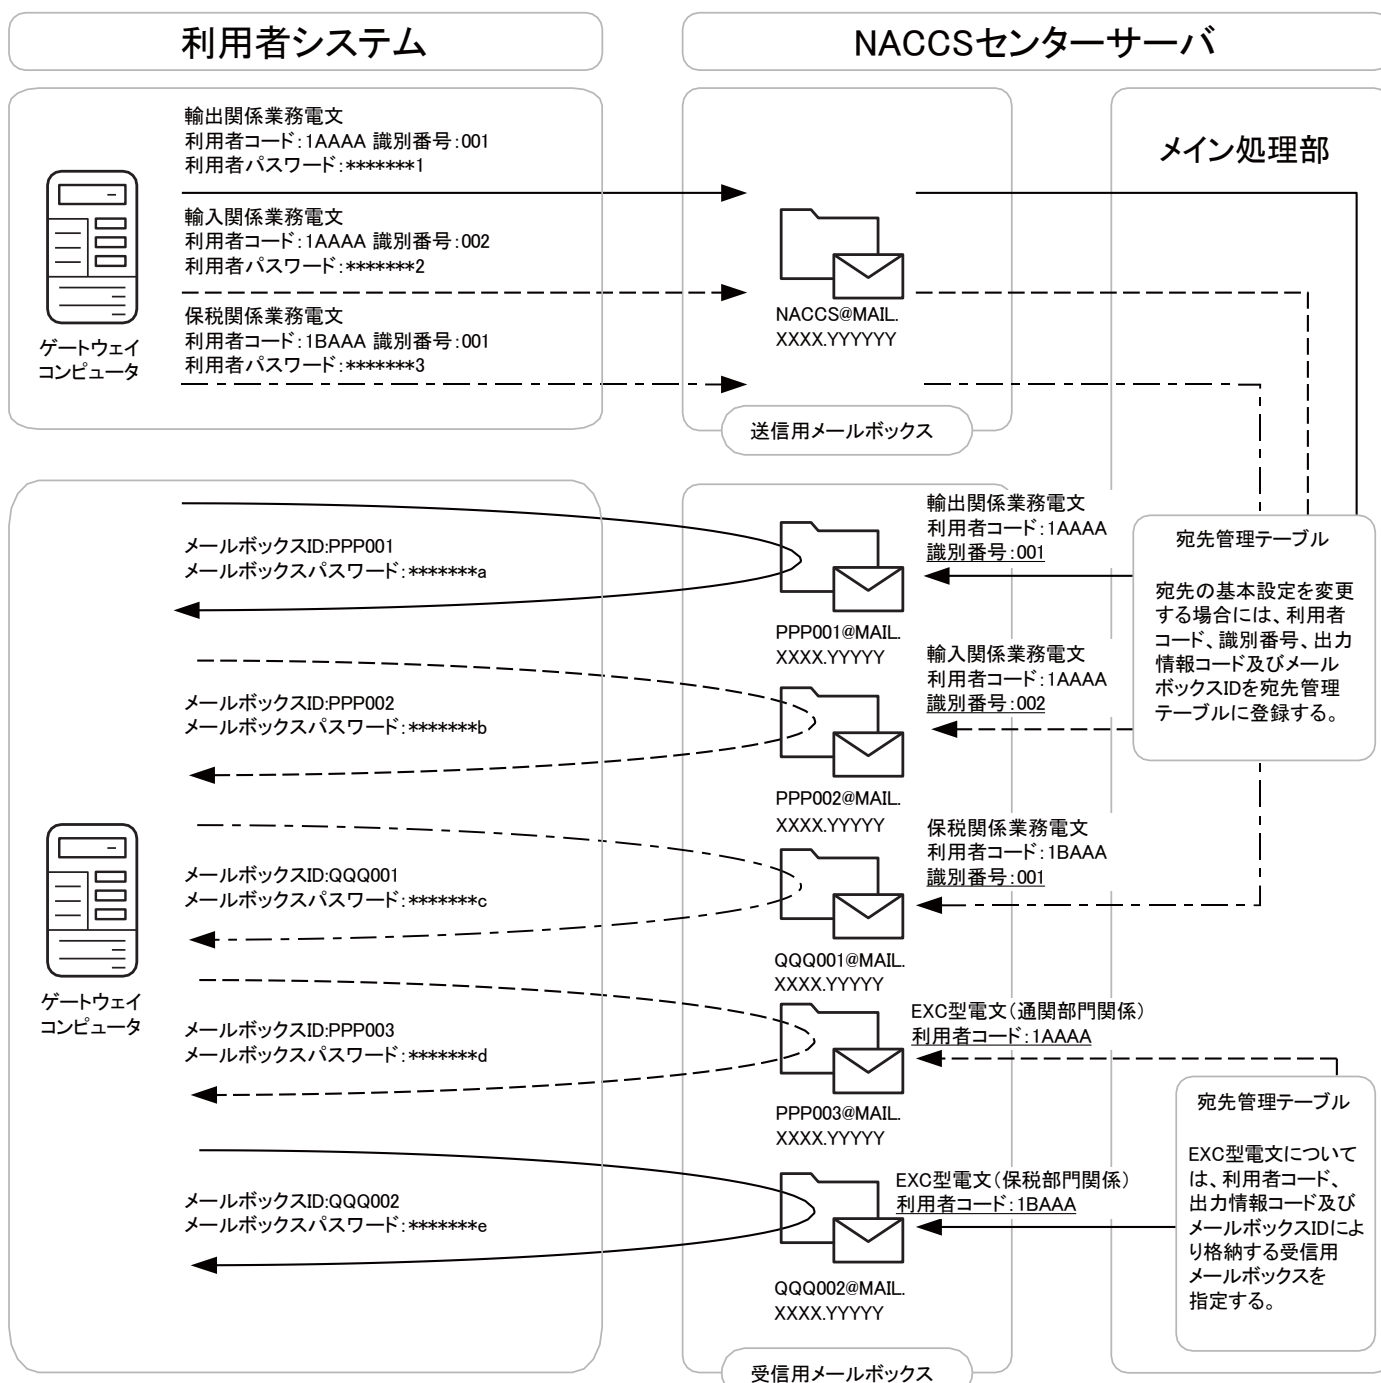 利用者システム
NACCSセンターサーバ
輸出関係業務電文
利用者コード:1AAAA 識別番号:001
利用者パスワード:*******1
輸入関係業務電文
利用者コード:1AAAA 識別番号:002
利用者パスワード:*******2
保税関係業務電文
利用者コード:1BAAA 識別番号:001
利用者パスワード:*******3
ゲートウェイ
コンピュータ
NACCS@MAIL.
XXXX.YYYYYY
送信用メールボックス
メイン処理部
メールボックスID:PPP001
メールボックスパスワード:*******a
PPP001@MAIL.
XXXX.YYYYY
輸出関係業務電文
利用者コード:1AAAA
識別番号:001
宛先管理テーブル
宛先の基本設定を変更
する場合には、利用者
コード、識別番号、出力
情報コード及びメール
ボックスIDを宛先管理
テーブルに登録する。
メールボックスID:PPP002
メールボックスパスワード:*******b
PPP002@MAIL.
XXXX.YYYYY
輸入関係業務電文
利用者コード:1AAAA
識別番号:002
メールボックスID:QQQ001
メールボックスパスワード:*******c
QQQ001@MAIL.
XXXX.YYYYY
保税関係業務電文
利用者コード:1BAAA
識別番号:001
ゲートウェイ
コンピュータ
メールボックスID:PPP003
メールボックスパスワード:*******d
PPP003@MAIL.
XXXX.YYYYY
EXC型電文(通関部門関係)
利用者コード:1AAAA
メールボックスID:QQQ002
メールボックスパスワード:*******e
QQQ002@MAIL.
XXXX.YYYYY
EXC型電文(保税部門関係)
利用者コード:1BAAA
宛先管理テーブル
EXC型電文について
は、利用者コード、
出力情報コード及び
メールボックスIDによ
り格納する受信用
メールボックスを
指定する。
受信用メールボックス